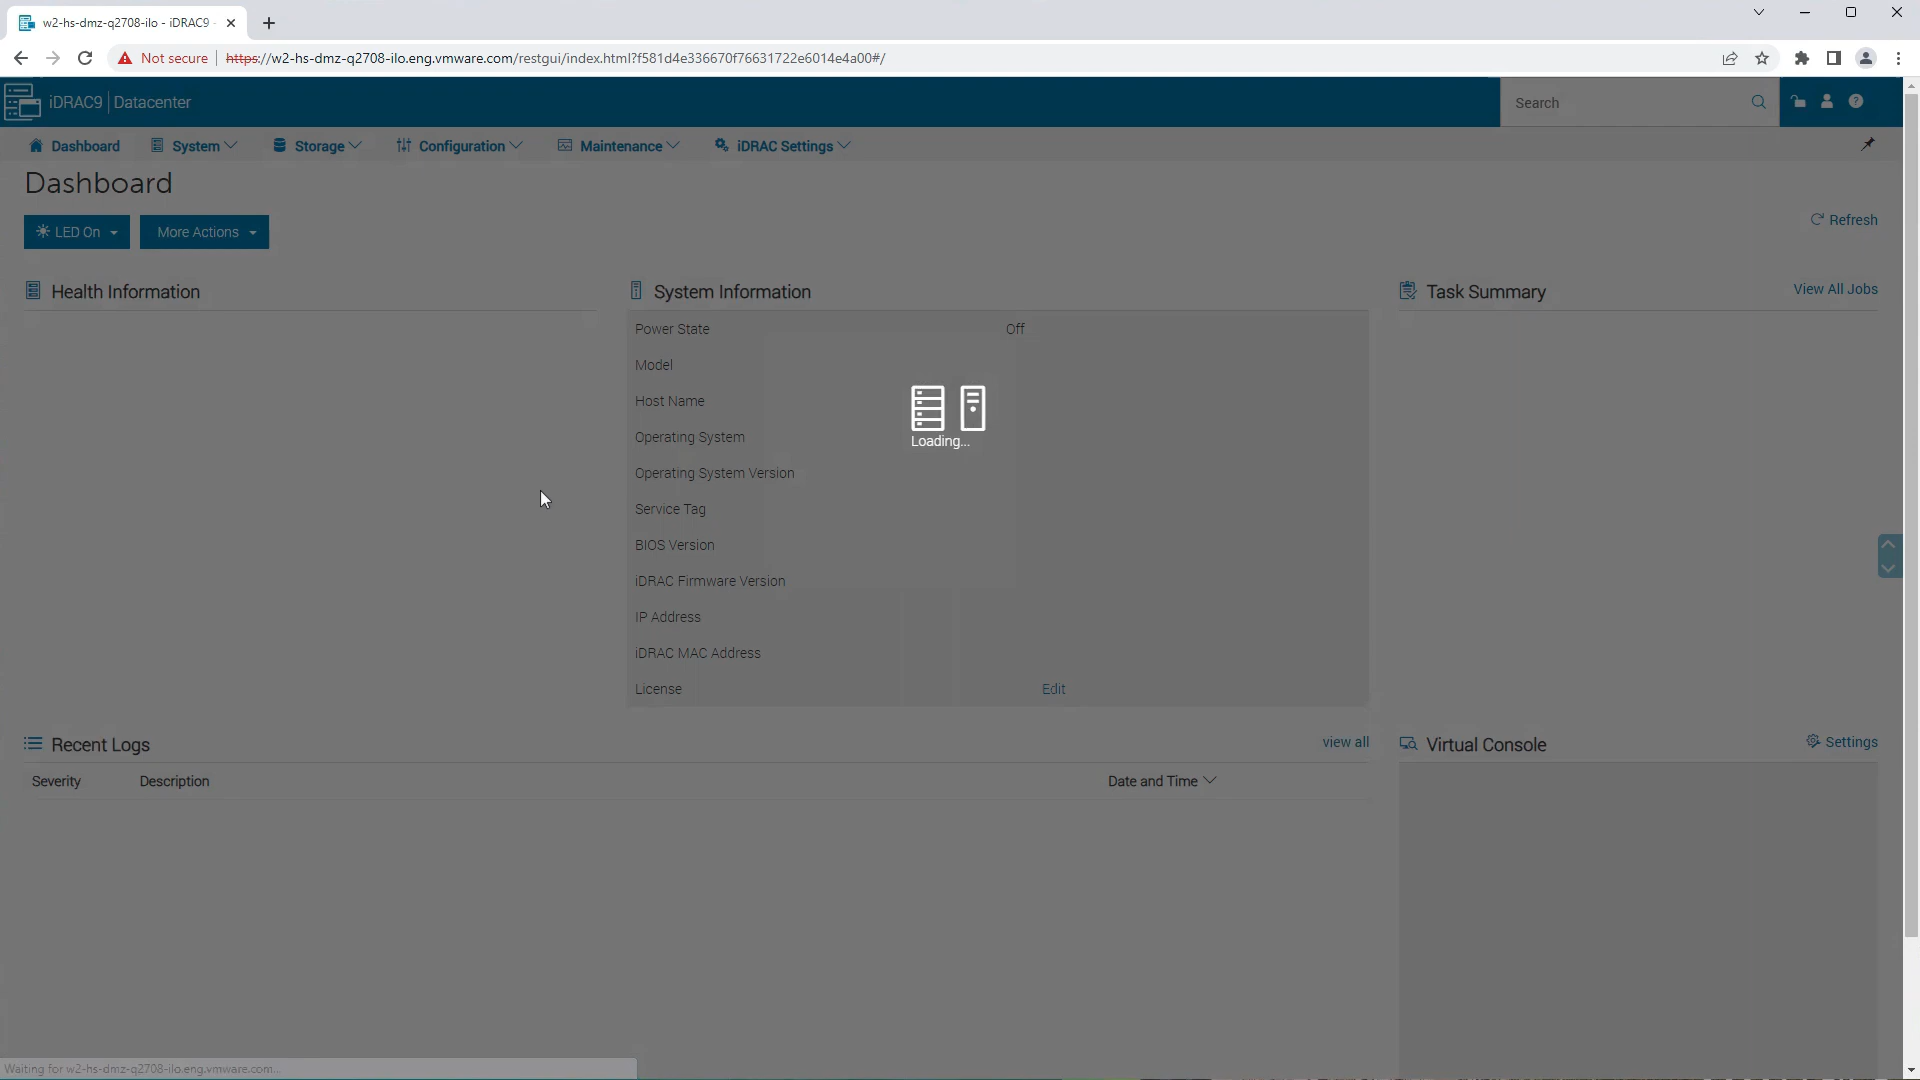 w2-hs-dmz-q2708-ilo - iDRAC9 -
Not secure | https://w2-hs-dmz-q2708-ilo.eng.vmware.com/restgui/index.html?f581d4e336670f76631722e6014e4a00#/
iDRAC9 | Datacenter
Search
Dashboard System Storage Configuration Maintenance iDRAC Settings
Dashboard
LED On More Actions
Refresh
Health Information
System Information
Task Summary
View All Jobs
Power State Off
Model
Host Name
Loading...
Operating System
Operating System Version
Service Tag
BIOS Version
iDRAC Firmware Version
IP Address
iDRAC MAC Address
License Edit
Recent Logs
view all
Virtual Console
Settings
Severity Description Date and Time
Waiting for w2-hs-dmz-q2708-ilo.eng.vmware.com...